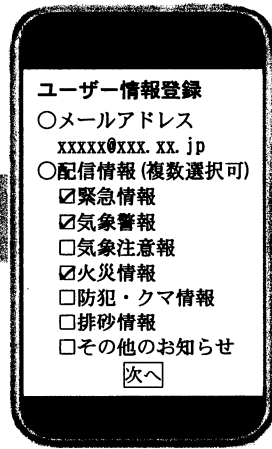 ユーザー情報登録
○メールアドレス
xxxxx@xxx.xx.jp
○配信情報(複数選択可)
☑緊急情報
☑気象警報
□気象注意報
☑火災情報
□防犯・クマ情報
□排砂情報
□その他のお知らせ
次へ